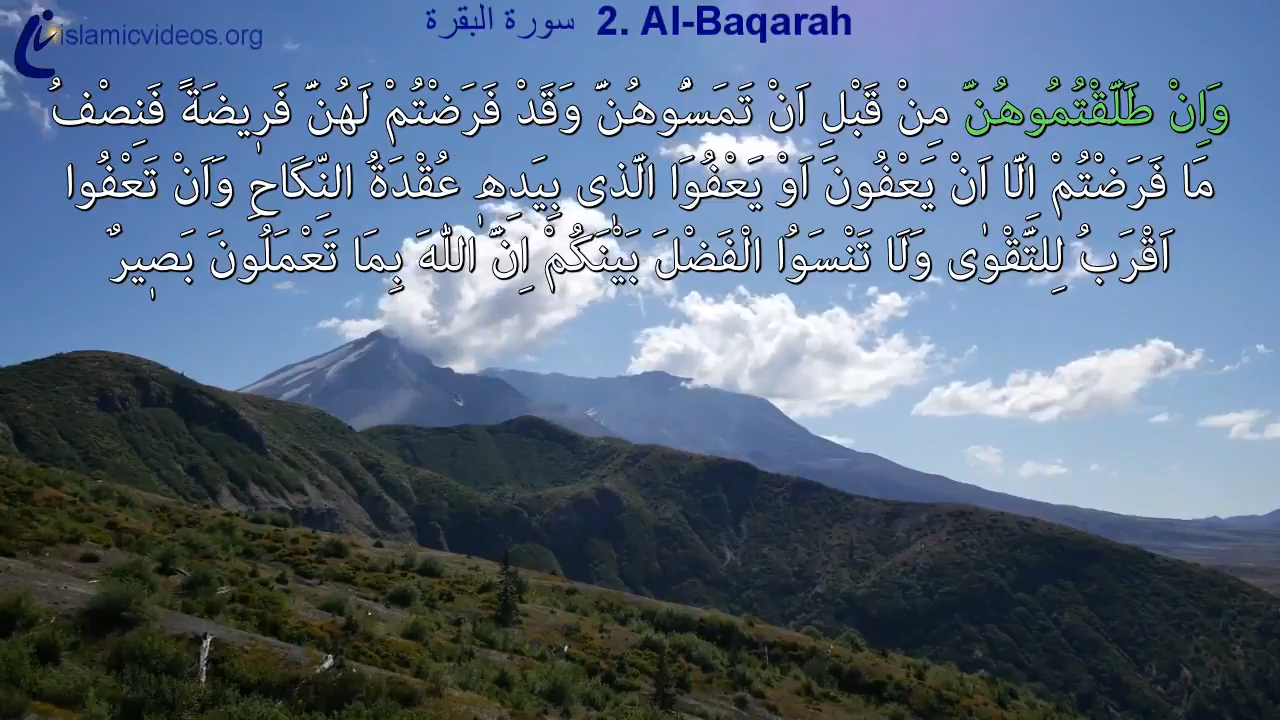 islamicvideos.org
سورة البقرة 2. Al-Baqarah
وَاِنْ طَلَّقْتُمُوهُنَّ مِنْ قَبْلِ اَنْ تَمَسُّوهُنَّ وَقَدْ فَرَضْتُمْ لَهُنَّ فَرٖيضَةً فَنِصْفُ
مَا فَرَضْتُمْ اِلَّٓا اَنْ يَعْفُونَ اَوْ يَعْفُوَا الَّذٖى بِيَدِهٖ عُقْدَةُ النِّكَاحِ وَاَنْ تَعْفُٓوا
اَقْرَبُ لِلتَّقْوٰى وَلَا تَنْسَوُا الْفَضْلَ بَيْنَكُمْ اِنَّ اللّٰهَ بِمَا تَعْمَلُونَ بَصٖيرٌ